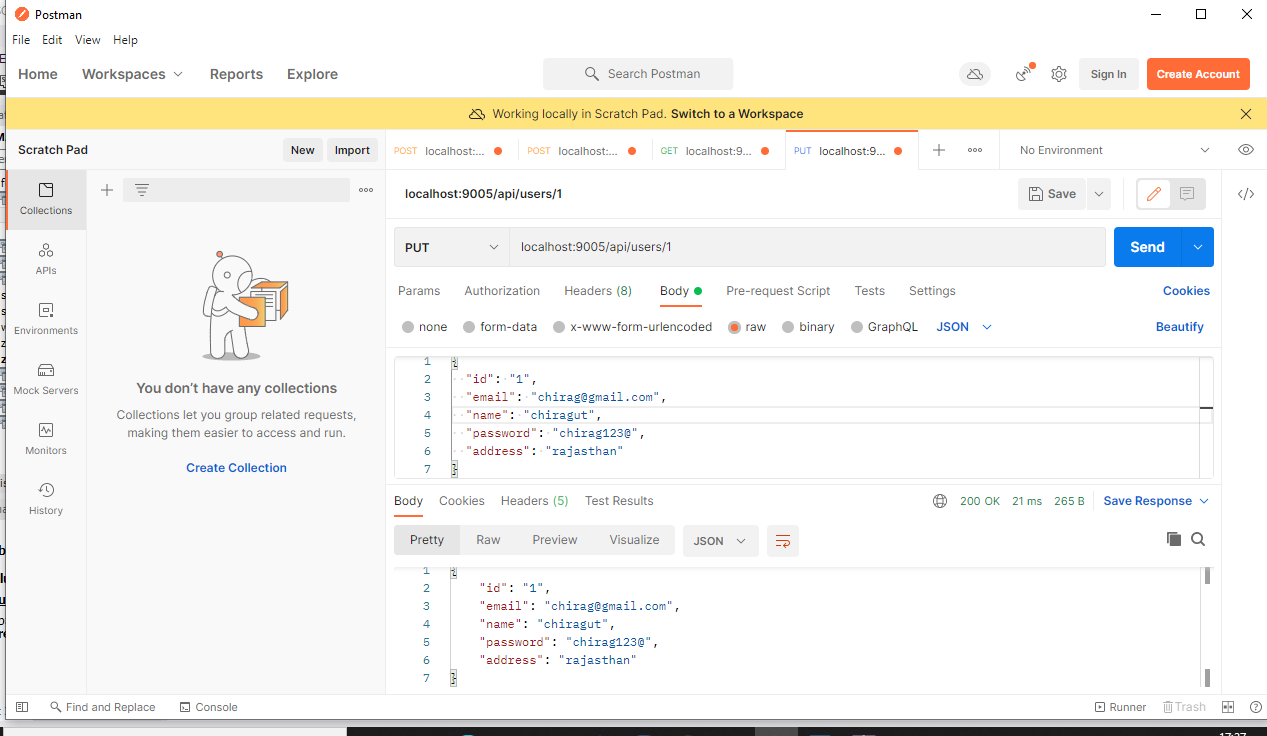 Postman
File Edit View Help
Home Workspaces Reports Explore Search Postman Sign In Create Account
Working locally in Scratch Pad. Switch to a Workspace
Scratch Pad New Import
POST localhost:... POST localhost:... GET localhost:9... PUT localhost:9... No Environment
Collections
APIs
Environments
Mock Servers
Monitors
History
You don't have any collections
Collections let you group related requests,
making them easier to access and run.
Create Collection
localhost:9005/api/users/1 Save
PUT localhost:9005/api/users/1 Send
Params Authorization Headers (8) Body Pre-request Script Tests Settings Cookies
none form-data x-www-form-urlencoded raw binary GraphQL JSON Beautify
1 {
2 "id": "1",
3 "email": "chirag@gmail.com",
4 "name": "chiragut",
5 "password": "chirag123@",
6 "address": "rajasthan"
7 }
Body Cookies Headers (5) Test Results 200 OK 21 ms 265 B Save Response
Pretty Raw Preview Visualize JSON
1 {
2 "id": "1",
3 "email": "chirag@gmail.com",
4 "name": "chiragut",
5 "password": "chirag123@",
6 "address": "rajasthan"
7 }
Find and Replace Console Runner Trash